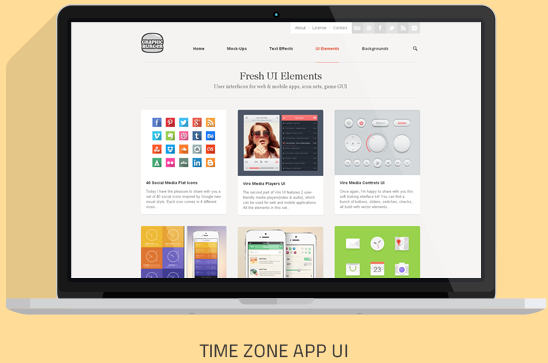 About
License
Contact
GRAPHIC
BURGER
Home
Mock-Ups
Text Effects
UI Elements
Backgrounds
Fresh UI Elements
User interfaces for web & mobile apps, icon sets, game GUI
40 Social Media Flat Icons
Today I have the pleasure to share with you a
set of 40 social icons inspired by Google new
visual style. Each icon comes in 4 different
sizes.
Viro Media Players UI
The second part of Viro UI features 2 user-
friendly media players(video & audio), which
can be used for web and mobile applications.
All the elements in this set
Viro Media Controls UI
Once again, I'm happy to share with you this
soft looking interface kit! You can find a
bunch of buttons, sliders, switches, checks,
all build with vector elements
23
TIME ZONE APP UI